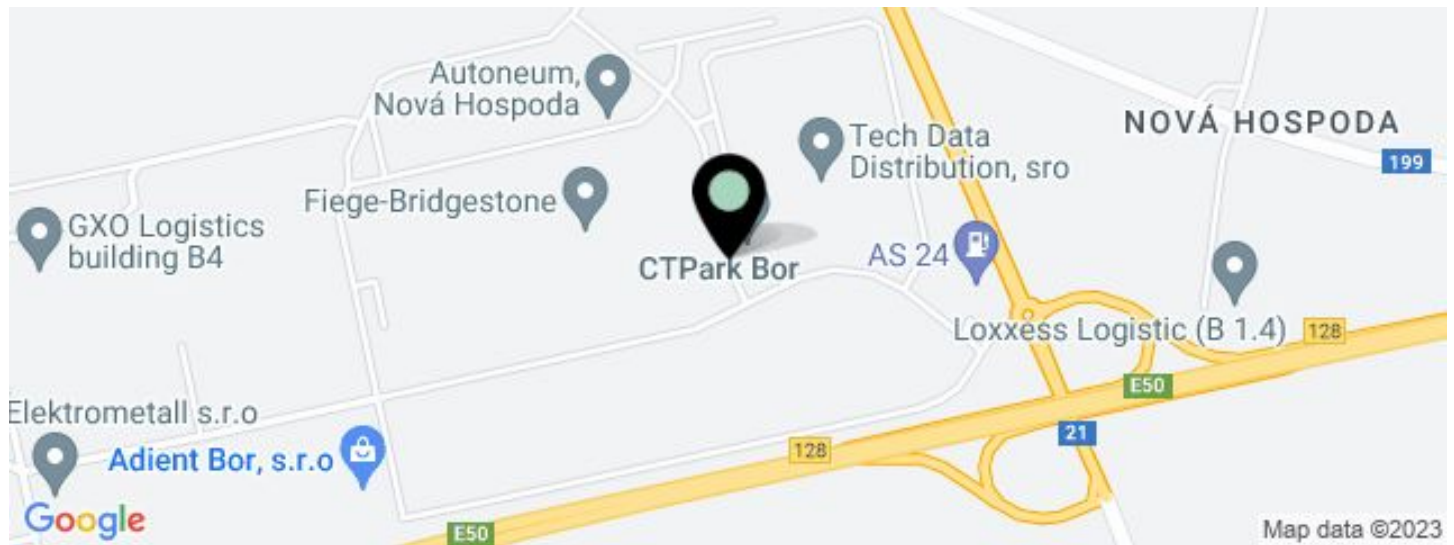 Autoneum,
Nová Hospoda
NOVÁ HOSPODA
Tech Data
Distribution, sro
199
Fiege-Bridgestone
GXO Logistics
building B4
AS 24
CTPark Bor
Loxxess Logistic (B 1.4)
128
E50
Elektrometall s.r.o
21
128
Adient Bor, s.r.o
Google
E50
Map data ©2023